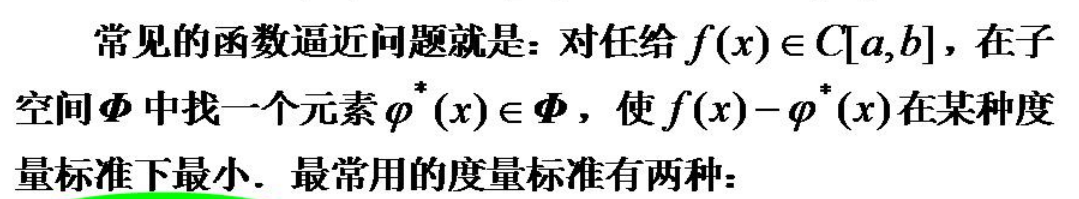 常见的函数逼近问题就是：对任给 f(x)∈C[a,b]，在子
空间Φ 中找一个元素φ*(x)∈Φ，使 f(x)−φ*(x)在某种度
量标准下最小．最常用的度量标准有两种：